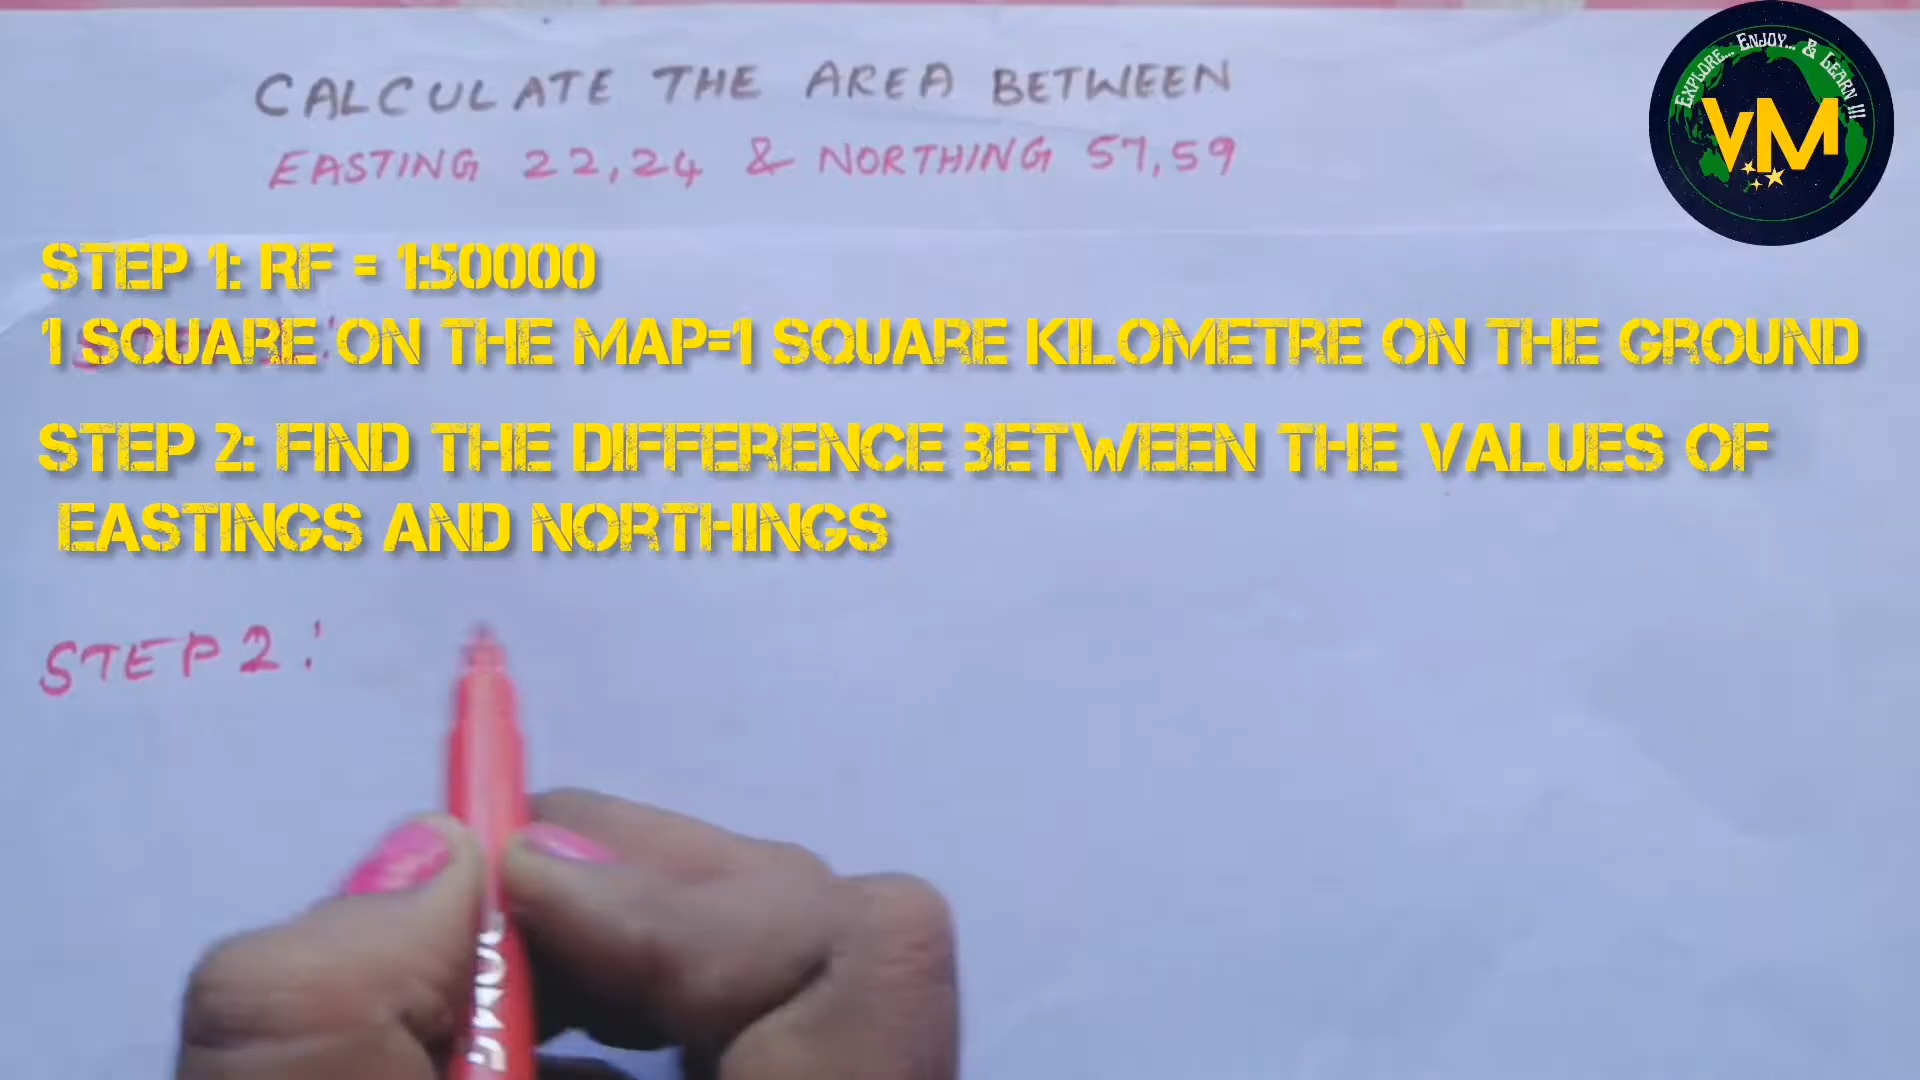 CALCULATE THE AREA BETWEEN
EASTING 22,24 & NORTHING 57,59
EXPLORE... ENJOY... & LEARN !!!
VM
STEP 1: RF = 1:50000
1 SQUARE ON THE MAP=1 SQUARE KILOMETRE ON THE GROUND
STEP 2: FIND THE DIFFERENCE BETWEEN THE VALUES OF
EASTINGS AND NORTHINGS
STEP 2: